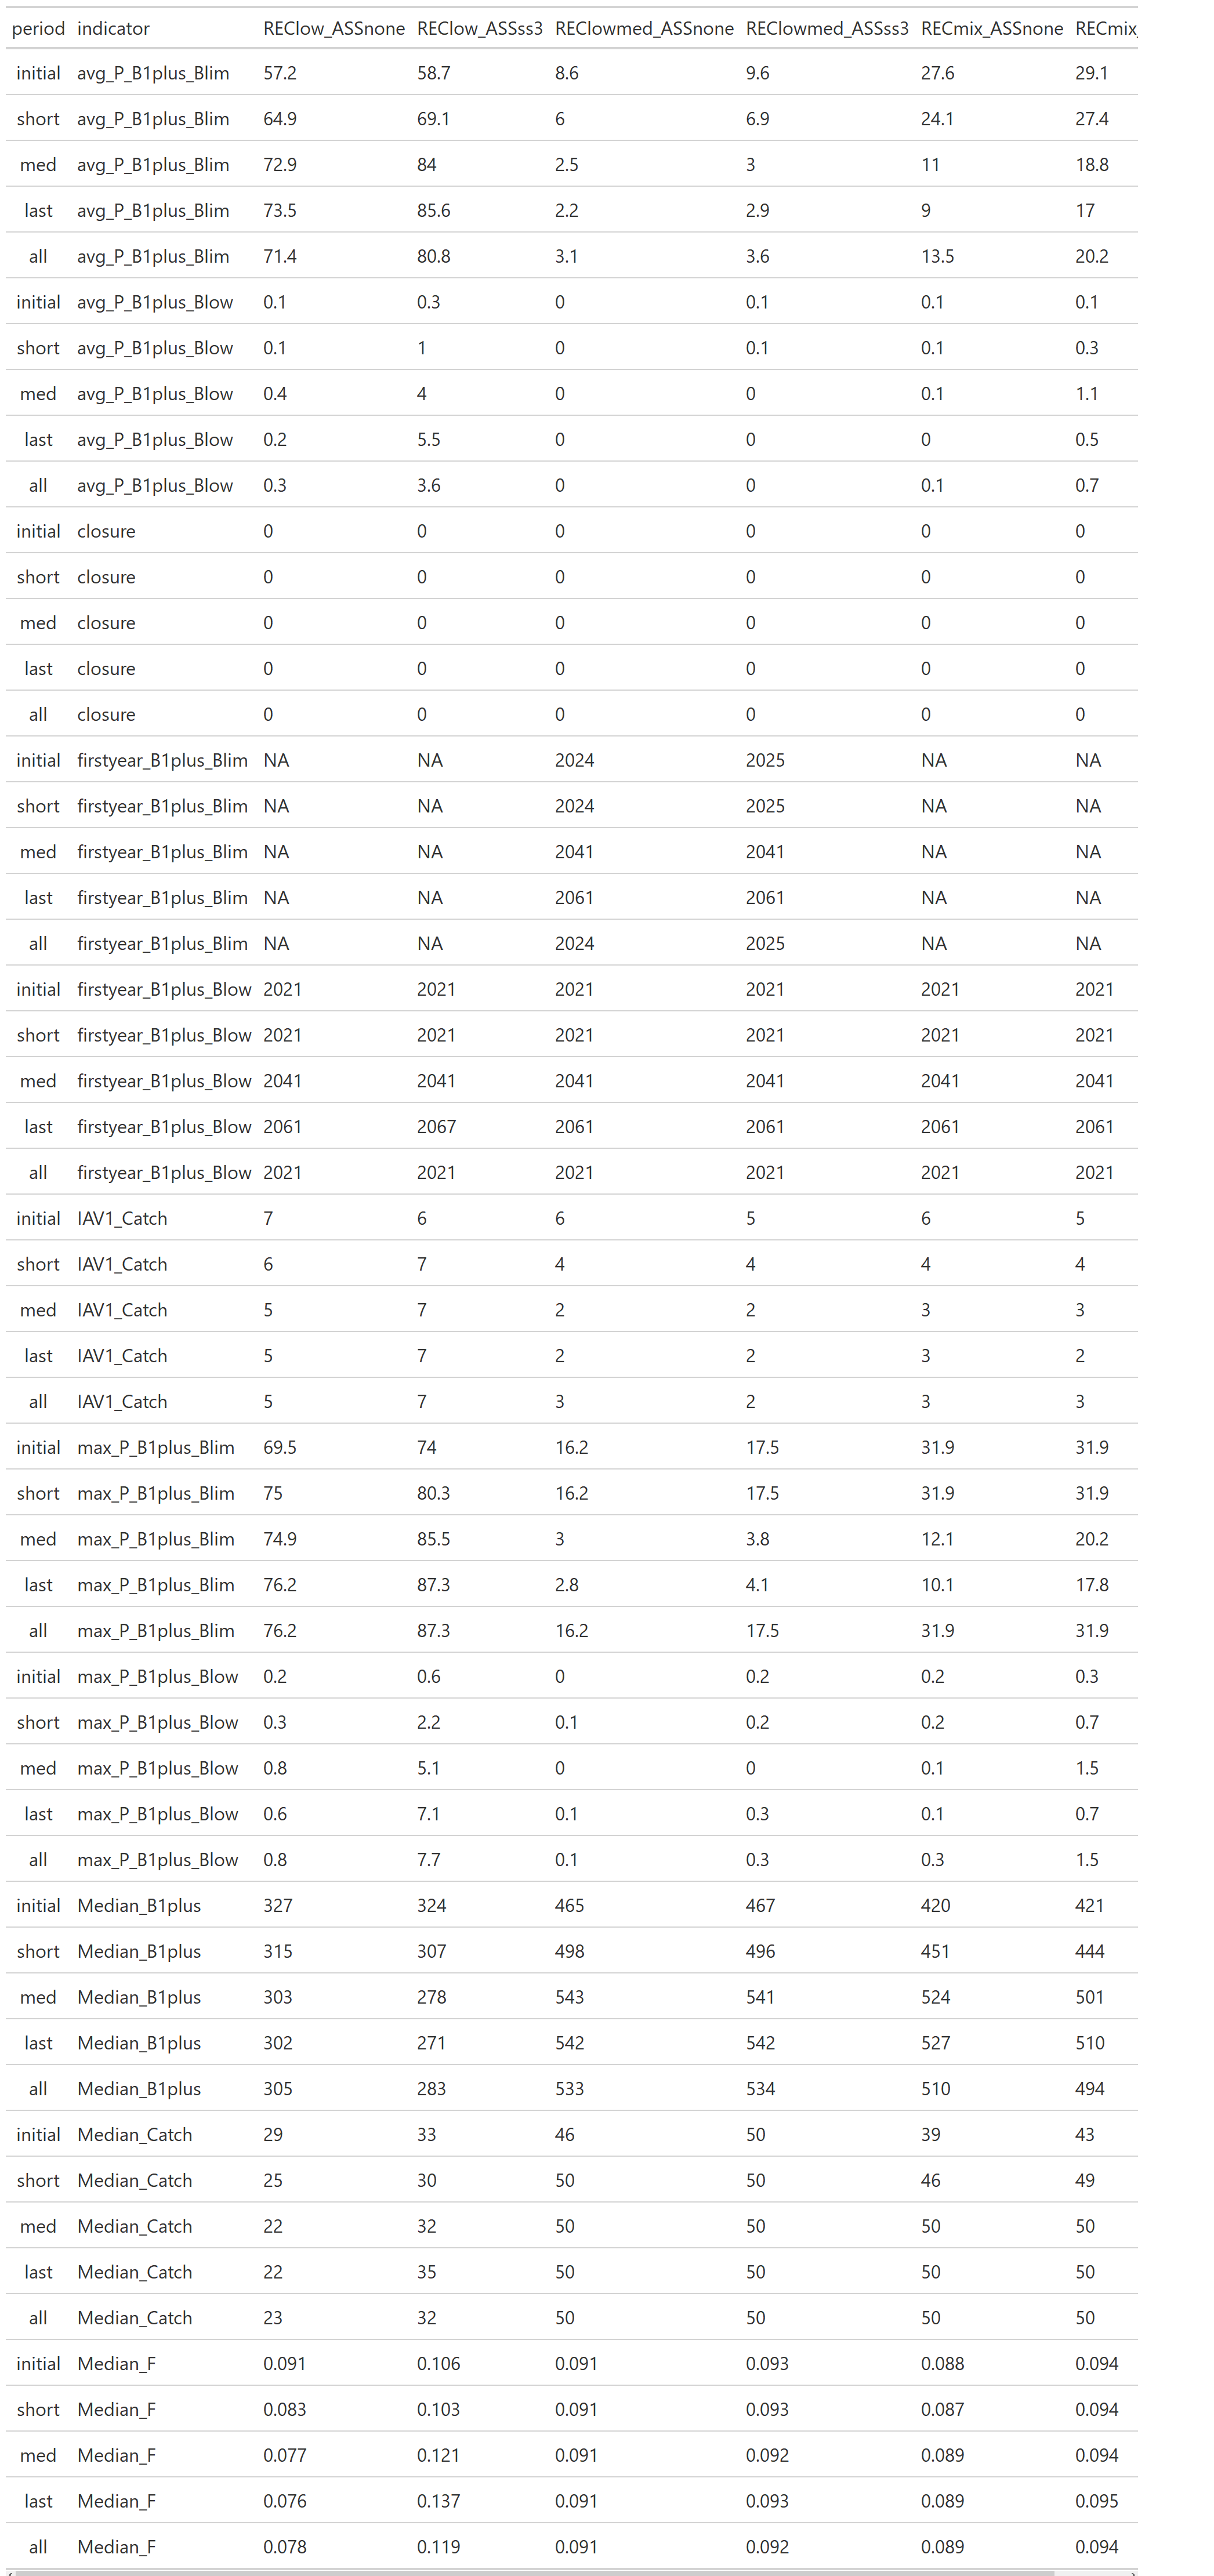 period indicator REClow_ASSnone REClow_ASSss3 REClowmed_ASSnone REClowmed_ASSss3 RECmix_ASSnone RECmix_
initial avg_P_B1plus_Blim 57.2 58.7 8.6 9.6 27.6 29.1
short avg_P_B1plus_Blim 64.9 69.1 6 6.9 24.1 27.4
med avg_P_B1plus_Blim 72.9 84 2.5 3 11 18.8
last avg_P_B1plus_Blim 73.5 85.6 2.2 2.9 9 17
all avg_P_B1plus_Blim 71.4 80.8 3.1 3.6 13.5 20.2
initial avg_P_B1plus_Blow 0.1 0.3 0 0.1 0.1 0.1
short avg_P_B1plus_Blow 0.1 1 0 0.1 0.1 0.3
med avg_P_B1plus_Blow 0.4 4 0 0 0.1 1.1
last avg_P_B1plus_Blow 0.2 5.5 0 0 0 0.5
all avg_P_B1plus_Blow 0.3 3.6 0 0 0.1 0.7
initial closure 0 0 0 0 0 0
short closure 0 0 0 0 0 0
med closure 0 0 0 0 0 0
last closure 0 0 0 0 0 0
all closure 0 0 0 0 0 0
initial firstyear_B1plus_Blim NA NA 2024 2025 NA NA
short firstyear_B1plus_Blim NA NA 2024 2025 NA NA
med firstyear_B1plus_Blim NA NA 2041 2041 NA NA
last firstyear_B1plus_Blim NA NA 2061 2061 NA NA
all firstyear_B1plus_Blim NA NA 2024 2025 NA NA
initial firstyear_B1plus_Blow 2021 2021 2021 2021 2021 2021
short firstyear_B1plus_Blow 2021 2021 2021 2021 2021 2021
med firstyear_B1plus_Blow 2041 2041 2041 2041 2041 2041
last firstyear_B1plus_Blow 2061 2067 2061 2061 2061 2061
all firstyear_B1plus_Blow 2021 2021 2021 2021 2021 2021
initial IAV1_Catch 7 6 6 5 6 5
short IAV1_Catch 6 7 4 4 4 4
med IAV1_Catch 5 7 2 2 3 3
last IAV1_Catch 5 7 2 2 3 2
all IAV1_Catch 5 7 3 2 3 3
initial max_P_B1plus_Blim 69.5 74 16.2 17.5 31.9 31.9
short max_P_B1plus_Blim 75 80.3 16.2 17.5 31.9 31.9
med max_P_B1plus_Blim 74.9 85.5 3 3.8 12.1 20.2
last max_P_B1plus_Blim 76.2 87.3 2.8 4.1 10.1 17.8
all max_P_B1plus_Blim 76.2 87.3 16.2 17.5 31.9 31.9
initial max_P_B1plus_Blow 0.2 0.6 0 0.2 0.2 0.3
short max_P_B1plus_Blow 0.3 2.2 0.1 0.2 0.2 0.7
med max_P_B1plus_Blow 0.8 5.1 0 0 0.1 1.5
last max_P_B1plus_Blow 0.6 7.1 0.1 0.3 0.1 0.7
all max_P_B1plus_Blow 0.8 7.7 0.1 0.3 0.3 1.5
initial Median_B1plus 327 324 465 467 420 421
short Median_B1plus 315 307 498 496 451 444
med Median_B1plus 303 278 543 541 524 501
last Median_B1plus 302 271 542 542 527 510
all Median_B1plus 305 283 533 534 510 494
initial Median_Catch 29 33 46 50 39 43
short Median_Catch 25 30 50 50 46 49
med Median_Catch 22 32 50 50 50 50
last Median_Catch 22 35 50 50 50 50
all Median_Catch 23 32 50 50 50 50
initial Median_F 0.091 0.106 0.091 0.093 0.088 0.094
short Median_F 0.083 0.103 0.091 0.093 0.087 0.094
med Median_F 0.077 0.121 0.091 0.092 0.089 0.094
last Median_F 0.076 0.137 0.091 0.093 0.089 0.095
all Median_F 0.078 0.119 0.091 0.092 0.089 0.094